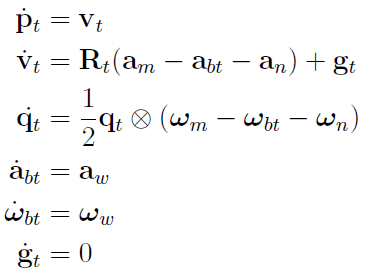 ṗ_t = v_t
v̇_t = R_t(a_m − a_bt − a_n) + g_t
q̇_t = 1/2 q_t ⊗ (ω_m − ω_bt − ω_n)
ȧ_bt = a_w
ω̇_bt = ω_w
ġ_t = 0